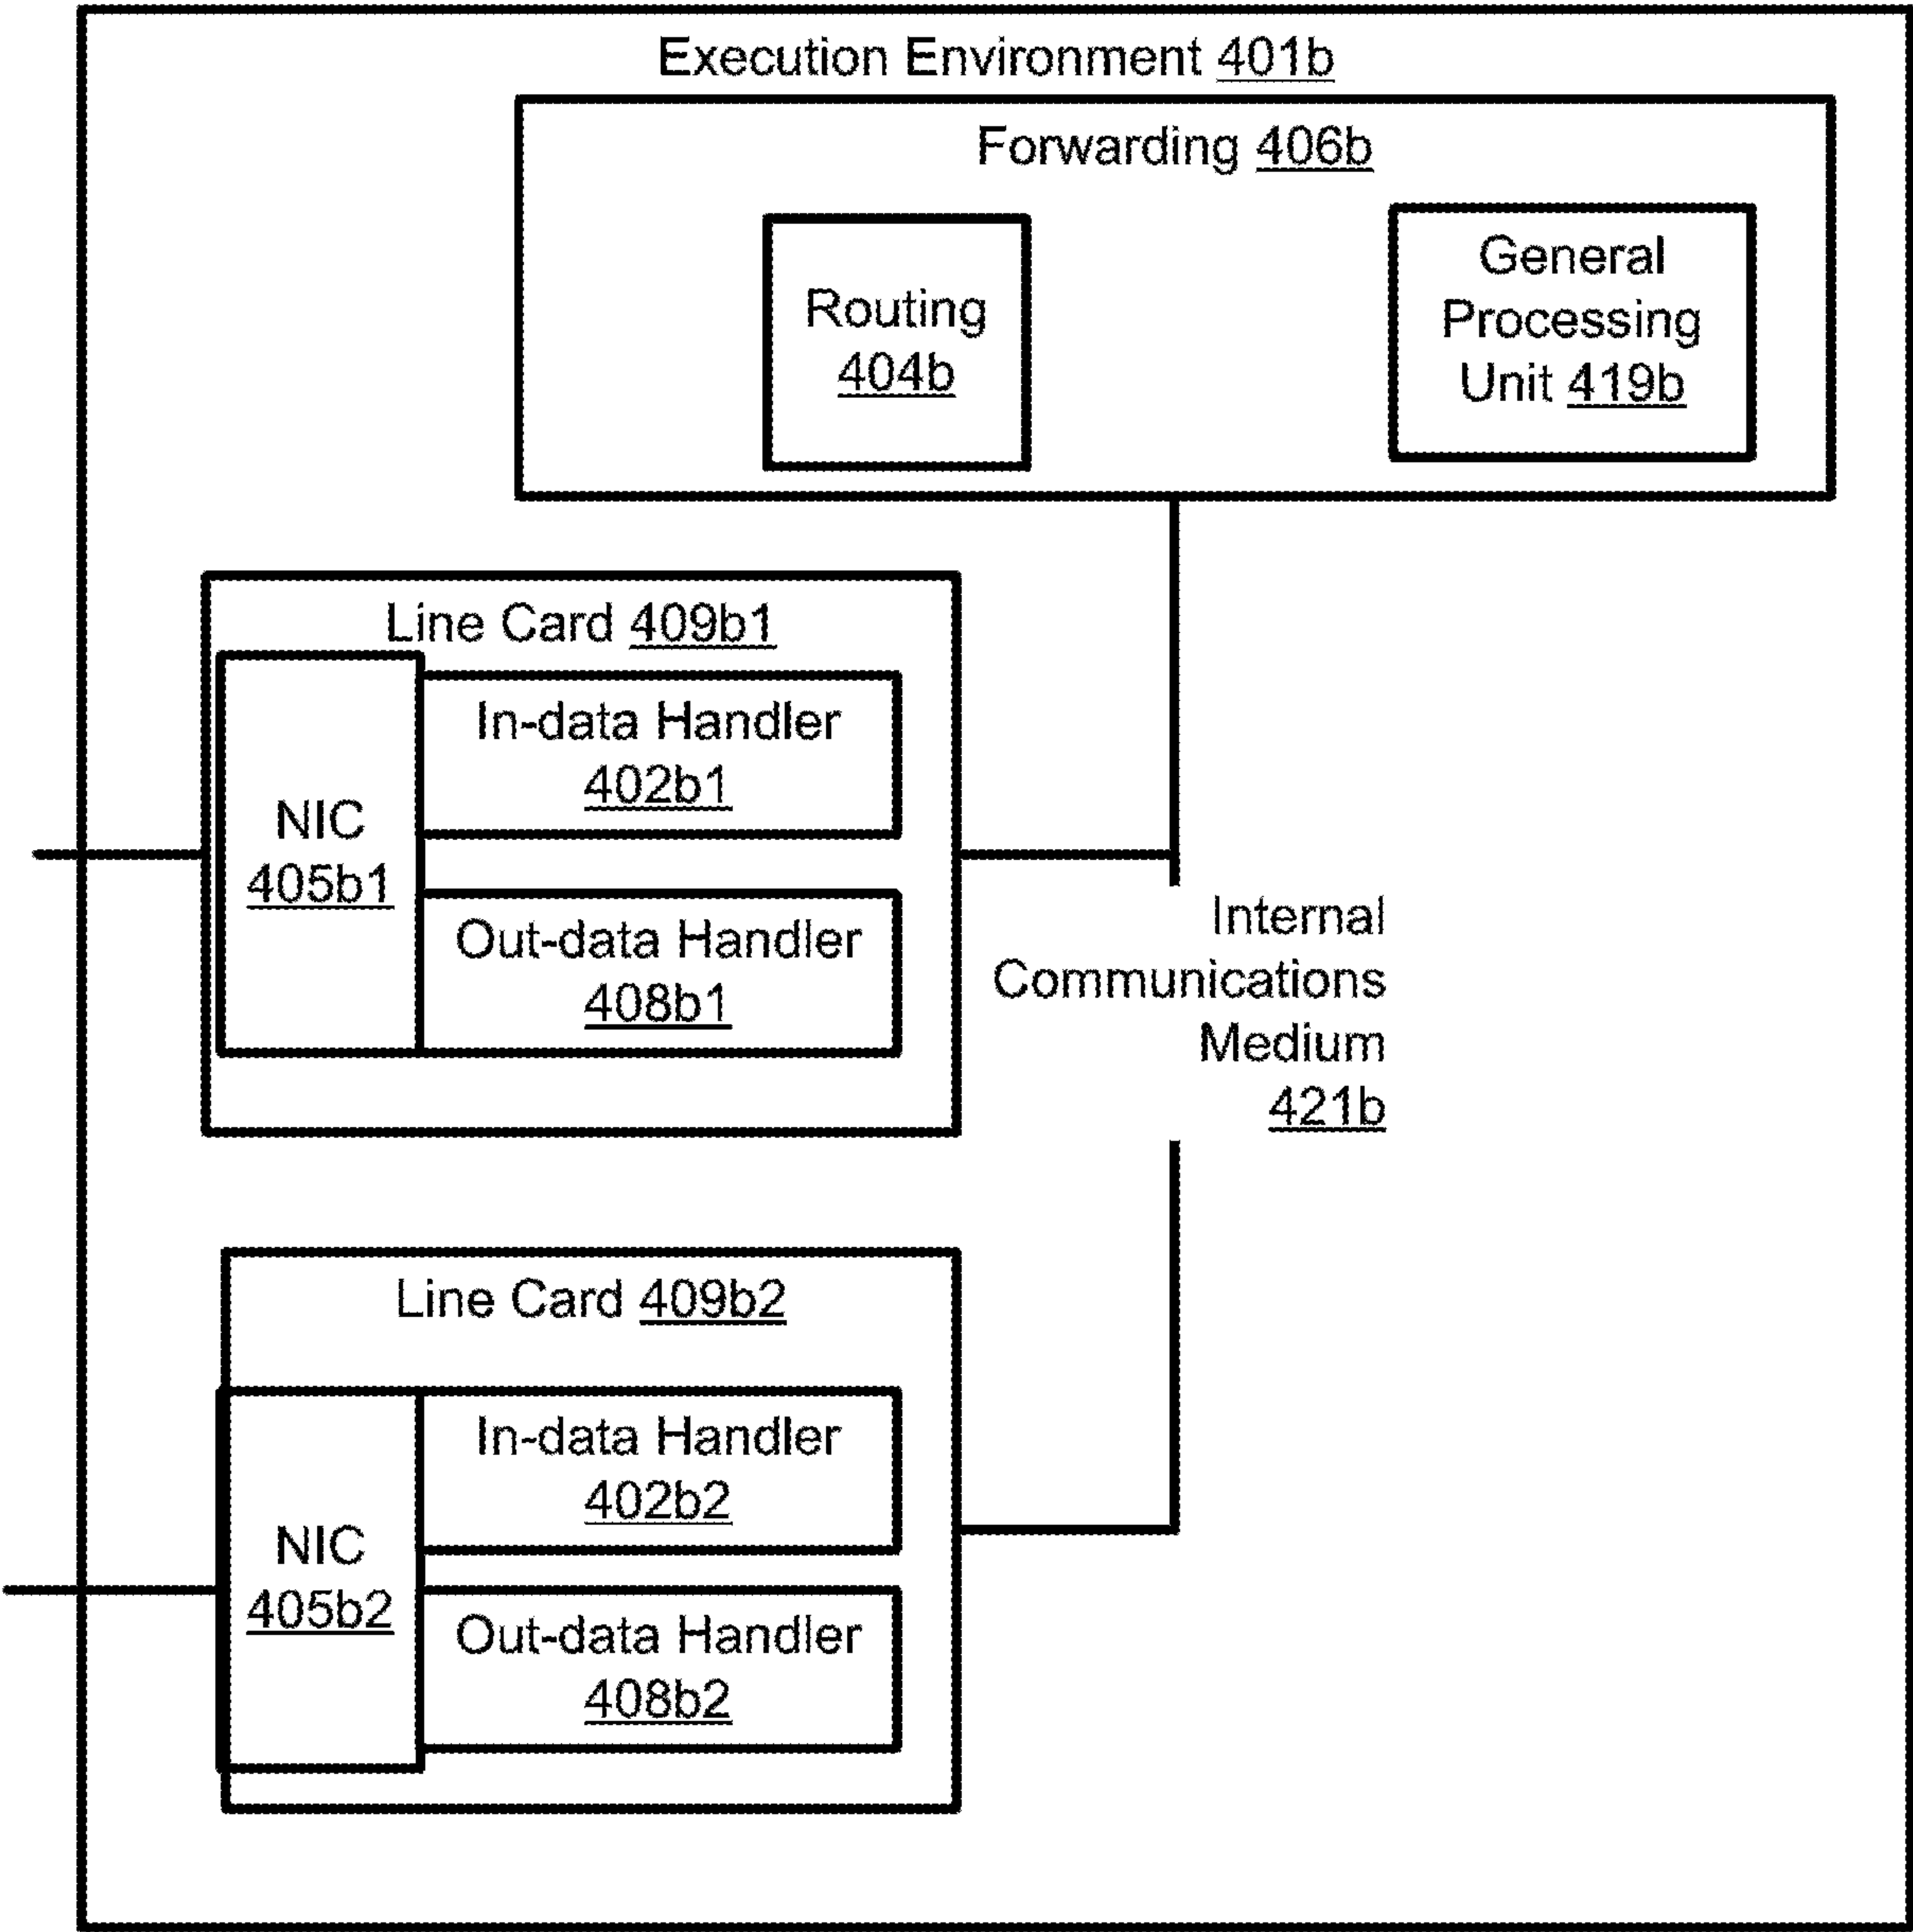 Execution Environment 401b
Forwarding 406b
Routing
404b
General
Processing
Unit 419b
Line Card 409b1
NIC
405b1
In-data Handler
402b1
Out-data Handler
408b1
Internal
Communications
Medium
421b
Line Card 409b2
NIC
405b2
In-data Handler
402b2
Out-data Handler
408b2